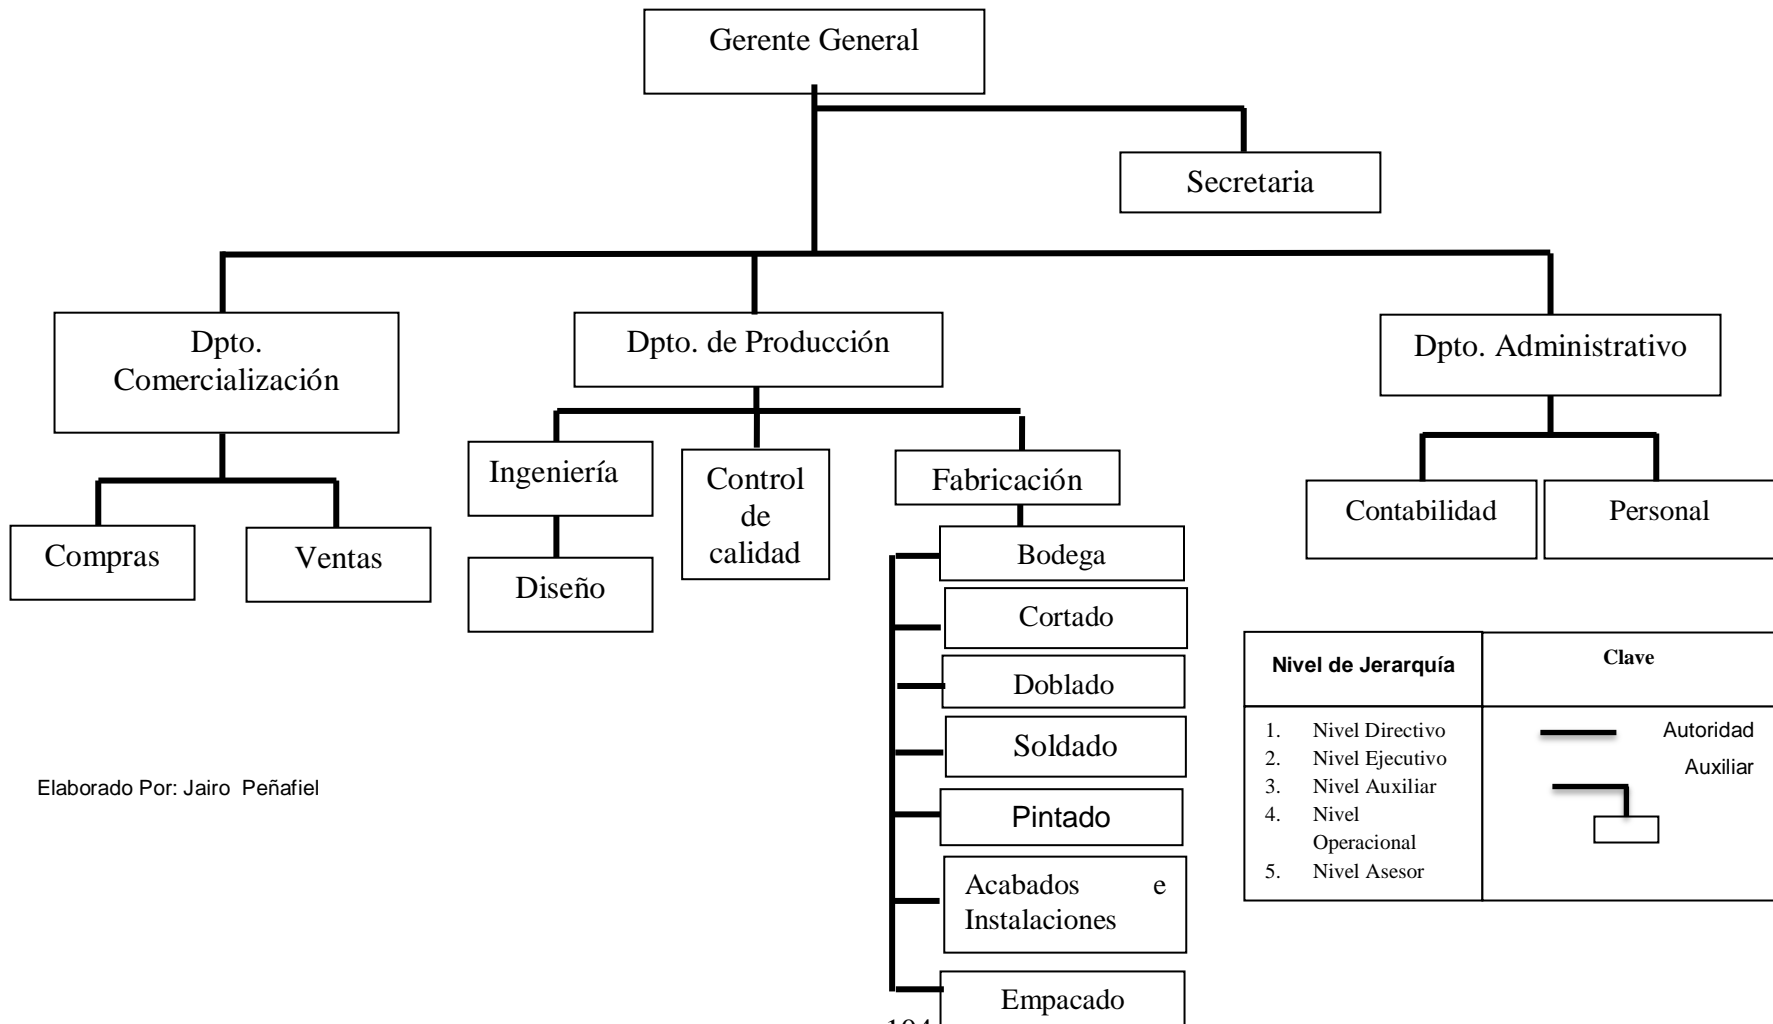 Gerente General
Secretaria
Dpto.
Comercialización
Dpto. de Producción
Dpto. Administrativo
Compras
Ventas
Ingeniería
Diseño
Control
de
calidad
Fabricación
Bodega
Cortado
Doblado
Soldado
Pintado
Acabados e
Instalaciones
Empacado
Contabilidad
Personal
Nivel de Jerarquía
1. Nivel Directivo
2. Nivel Ejecutivo
3. Nivel Auxiliar
4. Nivel
Operacional
5. Nivel Asesor
Clave
Autoridad
Auxiliar
Elaborado Por: Jairo Peñafiel